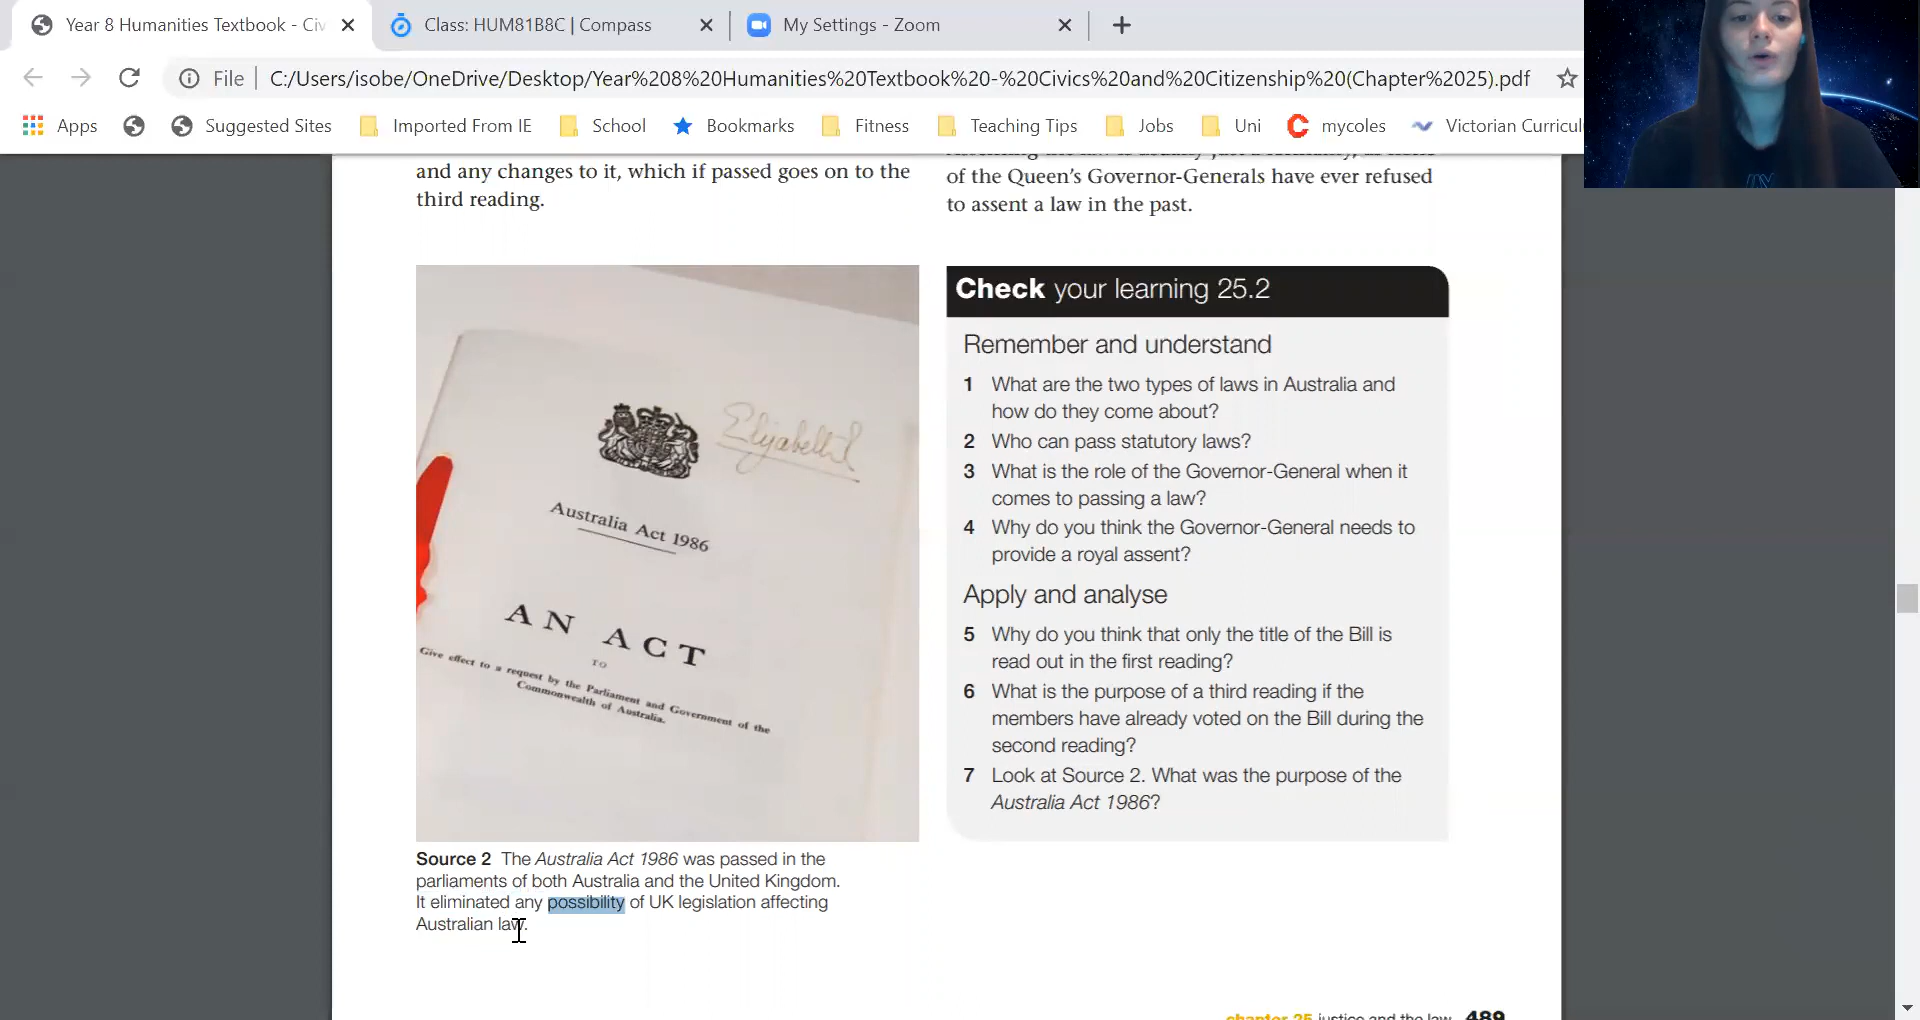 Year 8 Humanities Textbook - Civ
Class: HUM81B8C | Compass
My Settings - Zoom
File
C:/Users/isobe/OneDrive/Desktop/Year%208%20Humanities%20Textbook%20-%20Civics%20and%20Citizenship%20(Chapter%2025).pdf
Apps
Suggested Sites
Imported From IE
School
Bookmarks
Fitness
Teaching Tips
Jobs
Uni
mycoles
Victorian Curricul
and any changes to it, which if passed goes on to the
third reading.
of the Queen's Governor-Generals have ever refused
to assent a law in the past.
Elizabeth R
Australia Act 1986
AN ACT
TO
Give effect to a request by the Parliament and Government of the
Commonwealth of Australia.
Source 2 The Australia Act 1986 was passed in the
parliaments of both Australia and the United Kingdom.
It eliminated any possibility of UK legislation affecting
Australian law.
Check your learning 25.2
Remember and understand
1 What are the two types of laws in Australia and
how do they come about?
2 Who can pass statutory laws?
3 What is the role of the Governor-General when it
comes to passing a law?
4 Why do you think the Governor-General needs to
provide a royal assent?
Apply and analyse
5 Why do you think that only the title of the Bill is
read out in the first reading?
6 What is the purpose of a third reading if the
members have already voted on the Bill during the
second reading?
7 Look at Source 2. What was the purpose of the
Australia Act 1986?
chapter 25 justice and the law 489